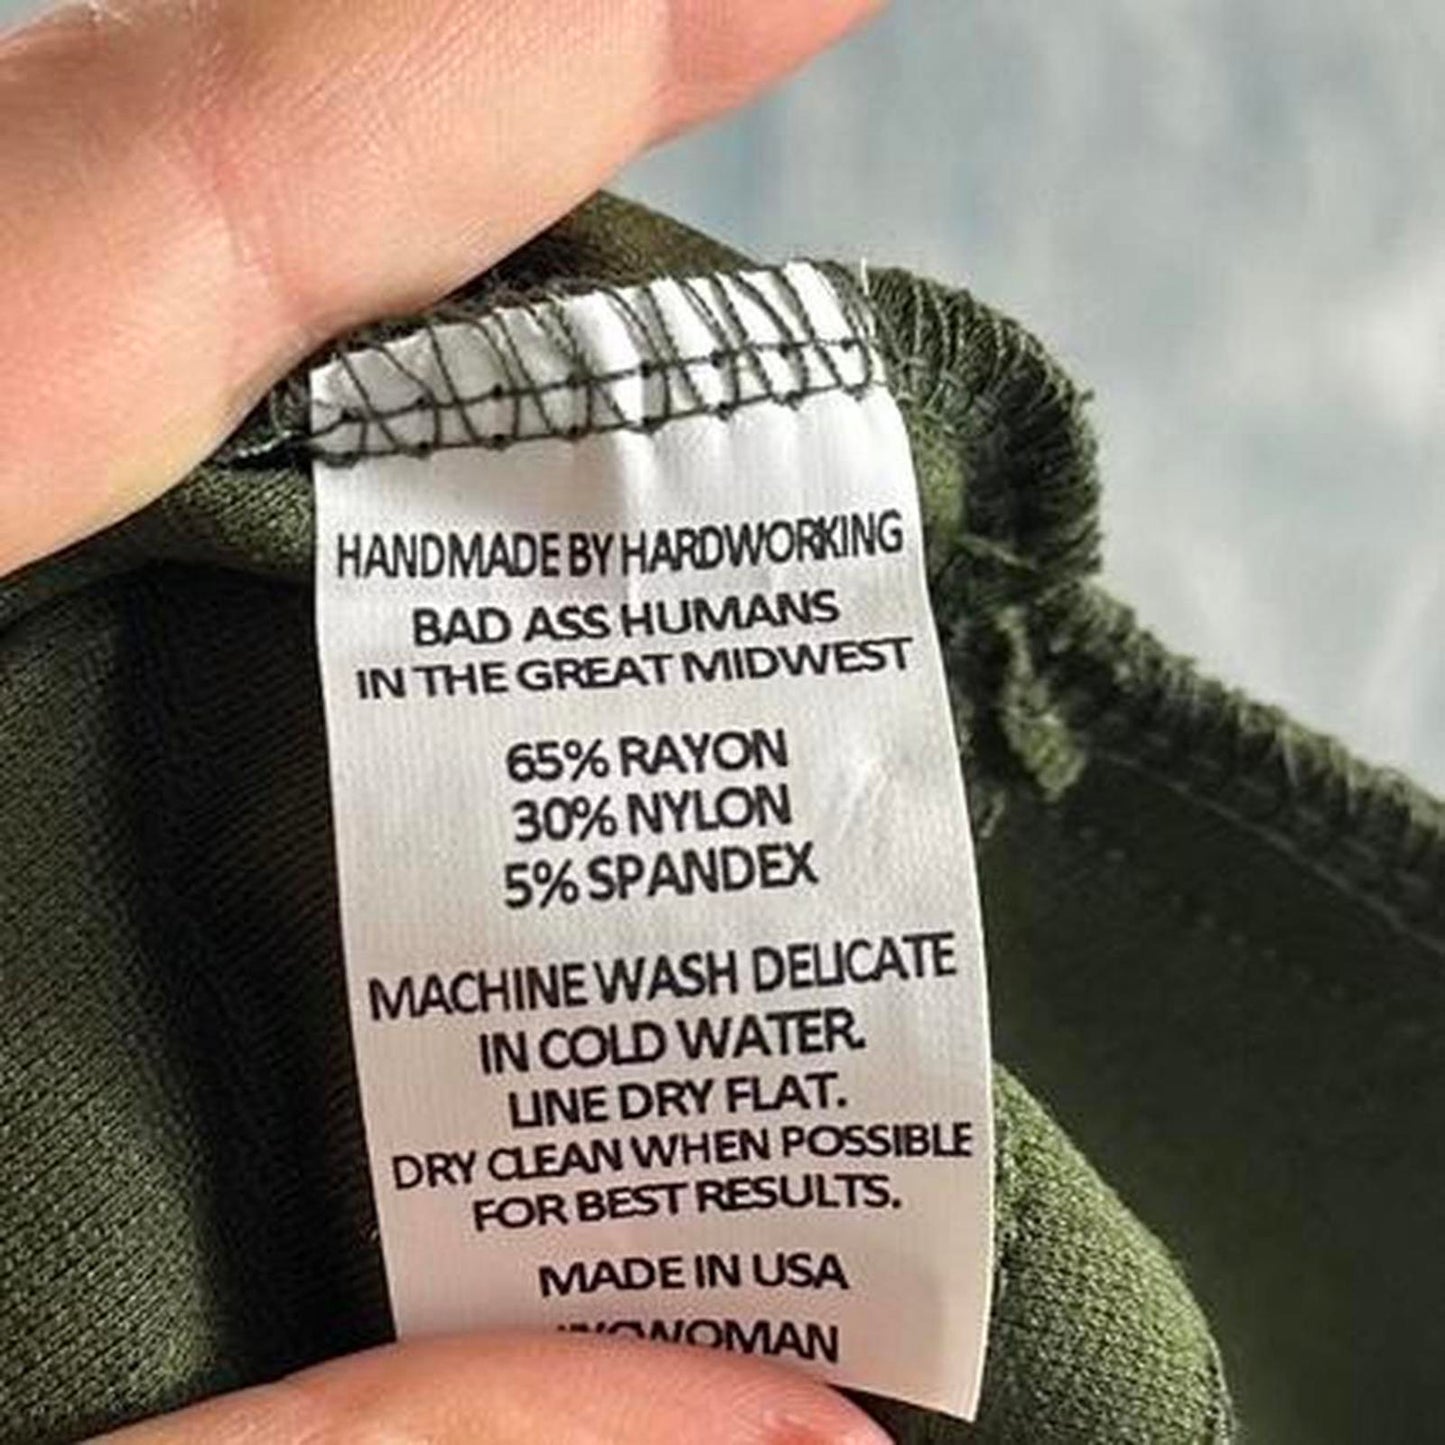 HANDMADE BY HARDWORKING
BAD ASS HUMANS
IN THE GREAT MIDWEST
65% RAYON
30% NYLON
5% SPANDEX
MACHINE WASH DELICATE
IN COLD WATER.
LINE DRY FLAT.
DRY CLEAN WHEN POSSIBLE
FOR BEST RESULTS.
MADE IN USA